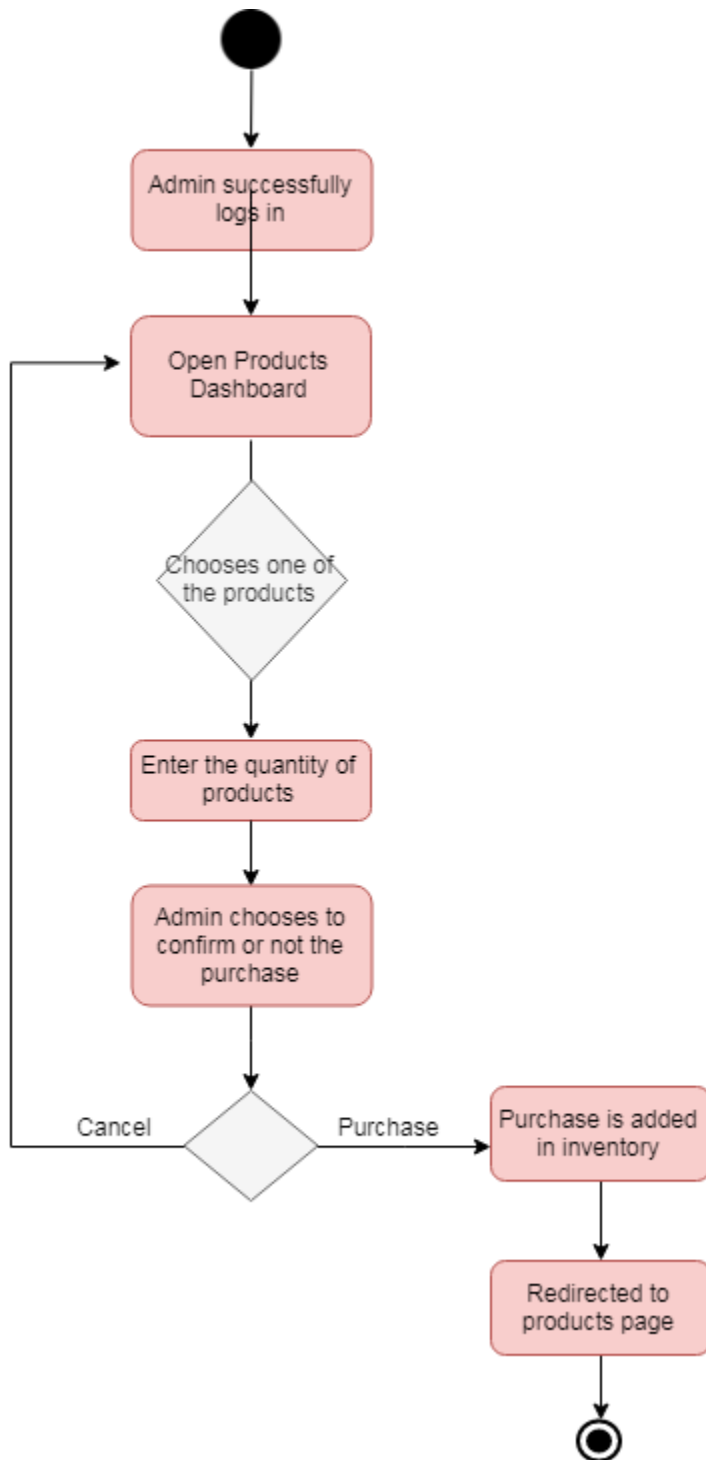 Admin successfully
logs in
Open Products
Dashboard
Chooses one of
the products
Enter the quantity of
products
Admin chooses to
confirm or not the
purchase
Cancel
Purchase
Purchase is added
in inventory
Redirected to
products page